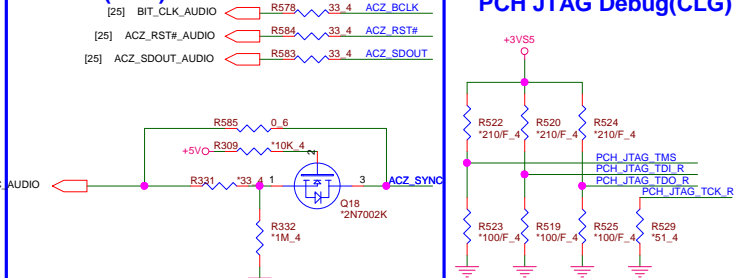 PCH JTAG Debug(CLG)
[25] BIT_CLK_AUDIO R578 33_4 ACZ_BCLK
[25] ACZ_RST#_AUDIO R584 33_4 ACZ_RST#
[25] ACZ_SDOUT_AUDIO R583 33_4 ACZ_SDOUT
+3VS5
R585 0_6
+5V R309 *10K_4
2
R331 *33_4 1 3 ACZ_SYNC
_AUDIO
Q18
*2N7002K
R332
*1M_4
R522
*210/F_4
R520
*210/F_4
R524
*210/F_4
PCH_JTAG_TMS
PCH_JTAG_TDI_R
PCH_JTAG_TDO_R
PCH_JTAG_TCK_R
R523
*100/F_4
R519
*100/F_4
R525
*100/F_4
R529
*51_4